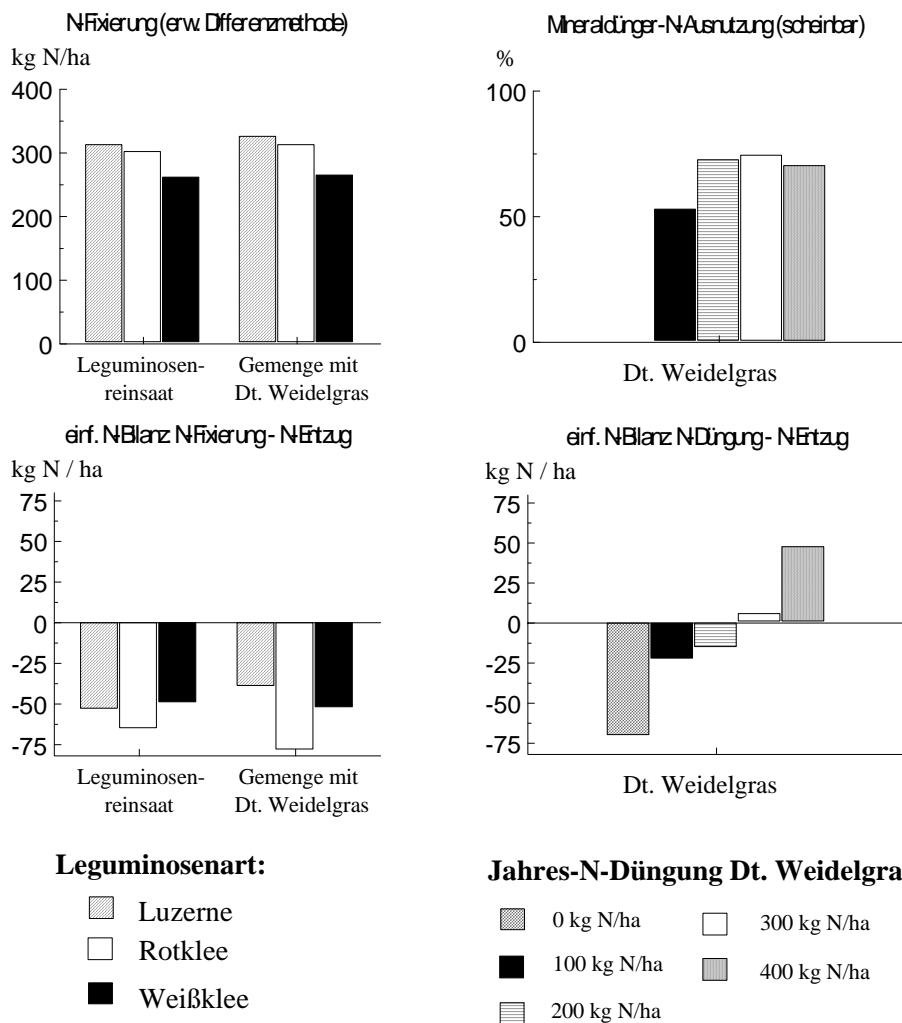 N-Fixierung (erw. Differenzmethode)
kg N/ha
400
300
200
100
0
Leguminosen-
reinsaat
Gemenge mit
Dt. Weidelgras
Mineraldünger-N-Ausnutzung (scheinbar)
%
100
50
0
Dt. Weidelgras
einf. N-Bilanz N-Fixierung - N-Entzug
kg N / ha
75
50
25
0
-25
-50
-75
Leguminosen-
reinsaat
Gemenge mit
Dt. Weidelgras
einf. N-Bilanz N-Düngung - N-Entzug
kg N / ha
75
50
25
0
-25
-50
-75
Dt. Weidelgras
Leguminosenart:
Luzerne
Rotklee
Weißklee
Jahres-N-Düngung Dt. Weidelgra
0 kg N/ha
100 kg N/ha
200 kg N/ha
300 kg N/ha
400 kg N/ha